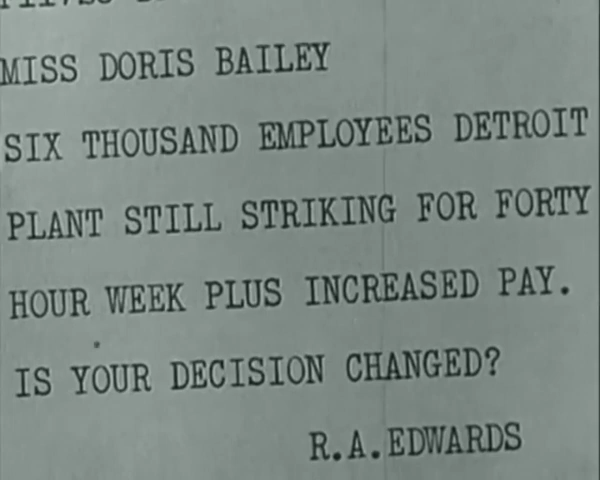 MISS DORIS BAILEY
SIX THOUSAND EMPLOYEES DETROIT
PLANT STILL STRIKING FOR FORTY
HOUR WEEK PLUS INCREASED PAY.
IS YOUR DECISION CHANGED?
R.A.EDWARDS